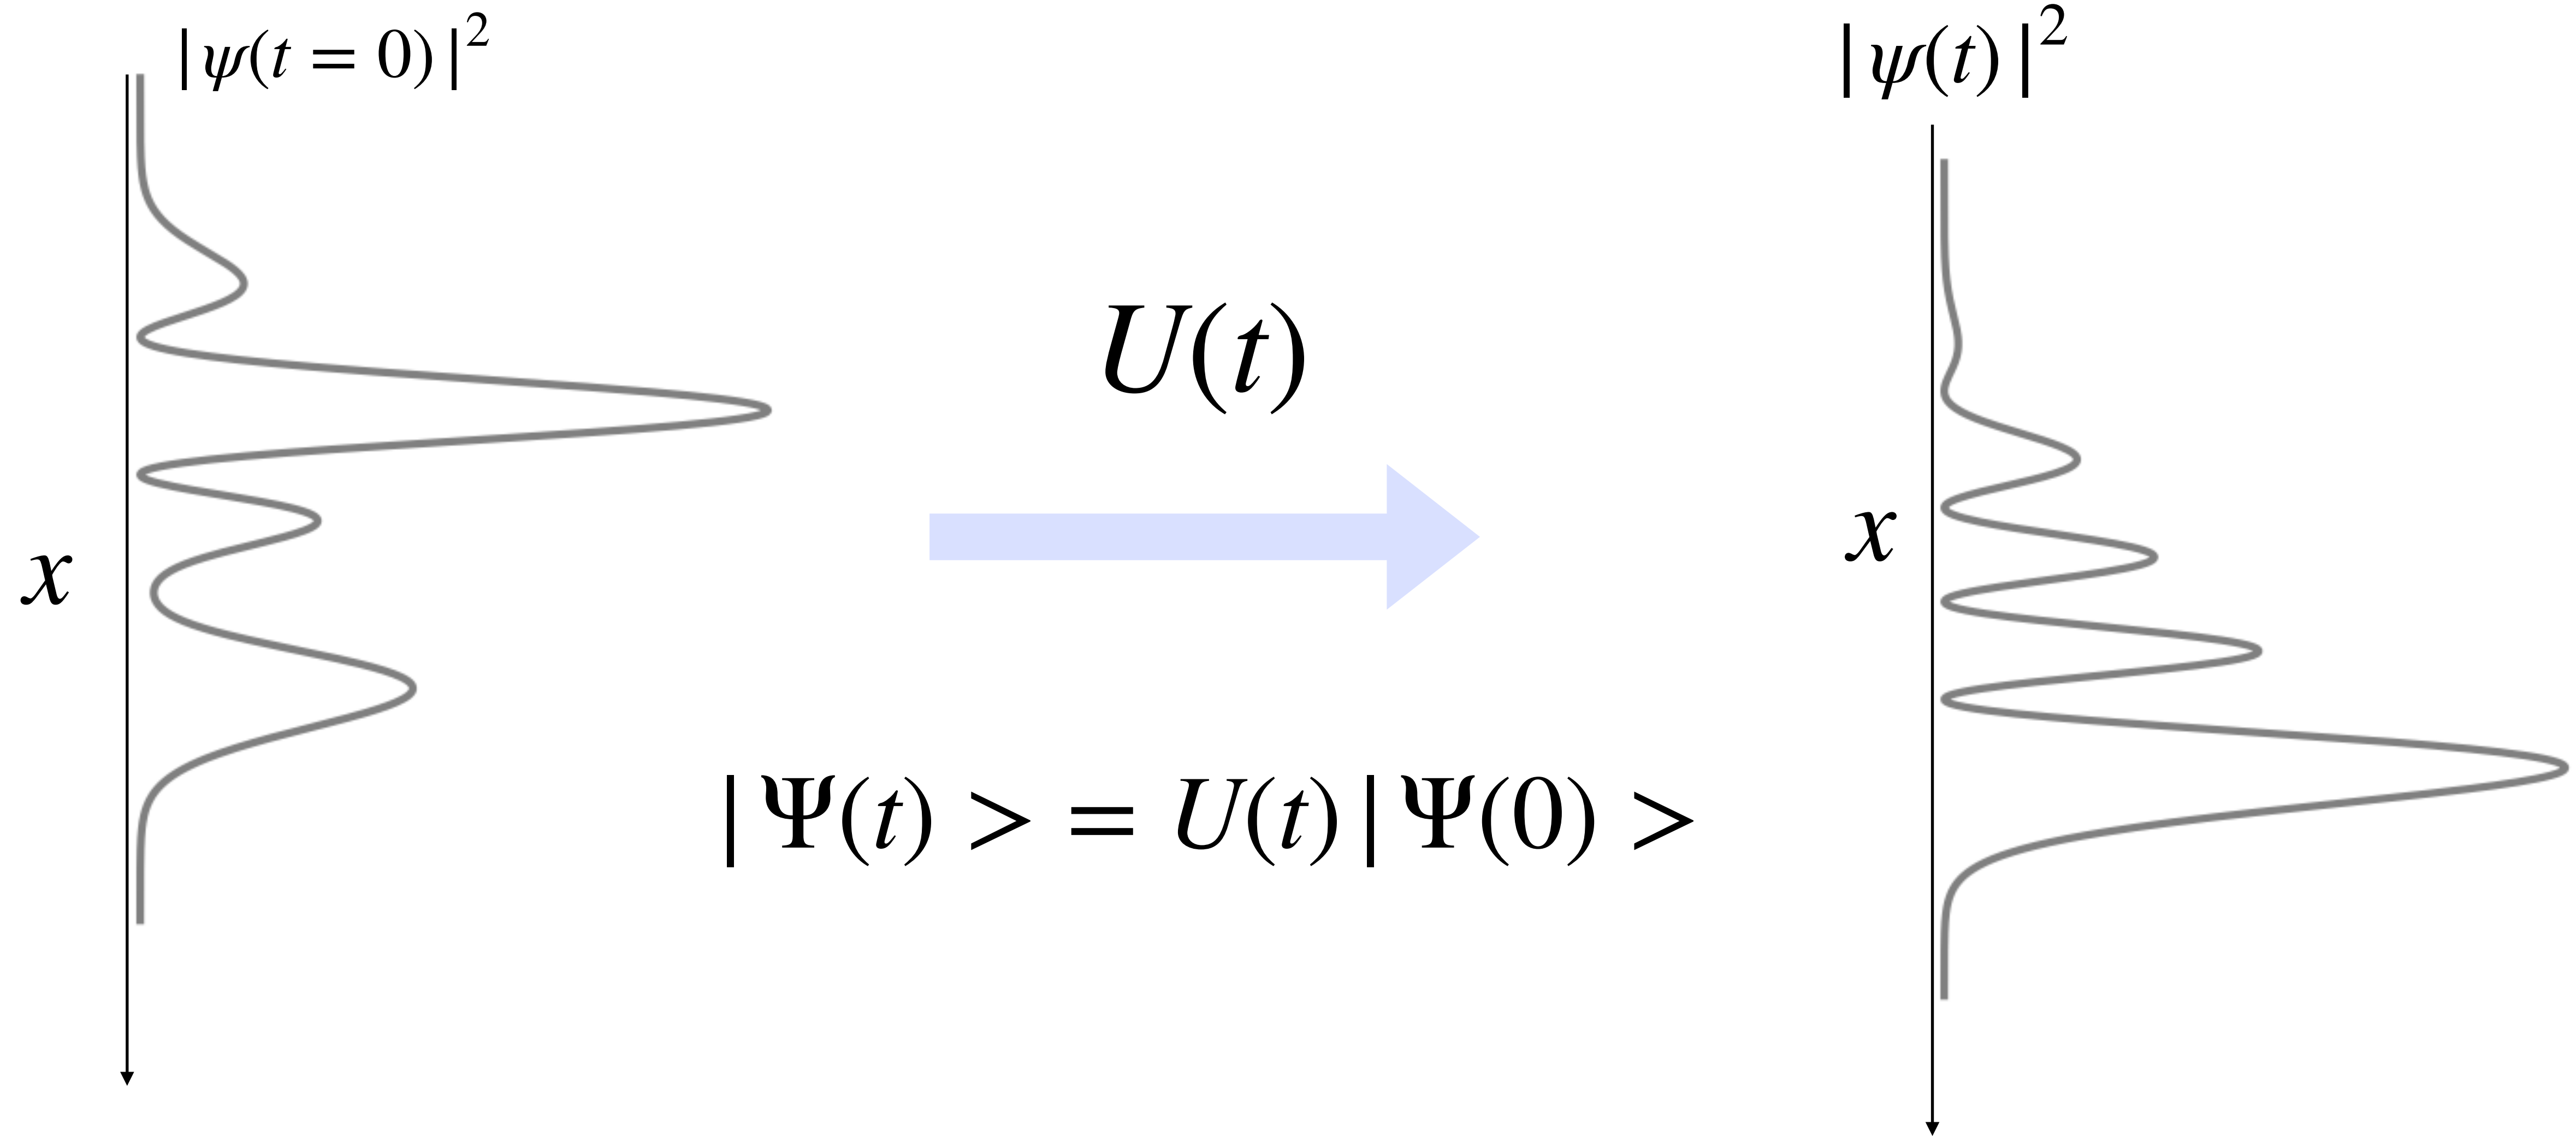 |ψ(t = 0)|²
|ψ(t)|²
U(t)
x
x
|Ψ(t) > = U(t)|Ψ(0) >